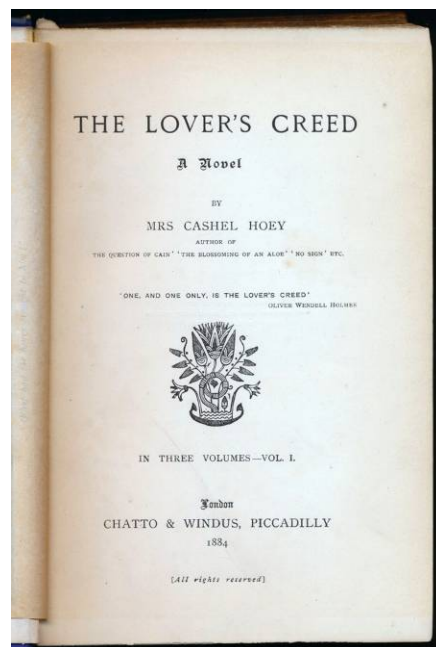 THE LOVER'S CREED
A Novel
BY
MRS CASHEL HOEY
AUTHOR OF
THE QUESTION OF CAIN' 'THE BLOSSOMING OF AN ALOE' 'NO SIGN' ETC.
'ONE, AND ONE ONLY, IS THE LOVER'S CREED'
OLIVER WENDELL HOLMES
IN THREE VOLUMES—VOL. I.
London
CHATTO & WINDUS, PICCADILLY
1884
[All rights reserved]